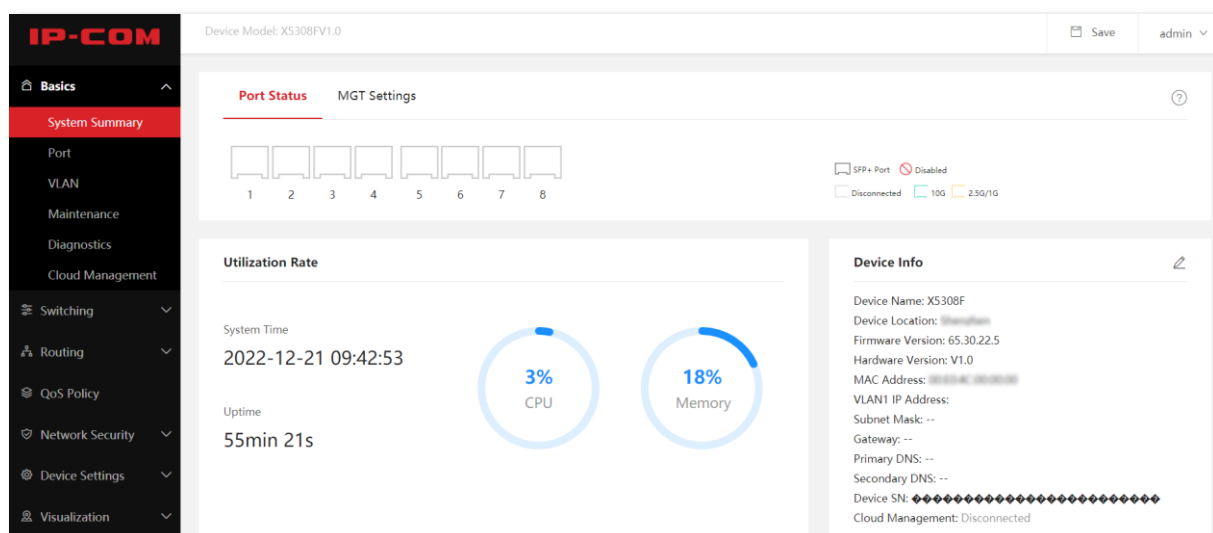 IP-COM
Device Model: X5308FV1.0
Save
admin
Basics
System Summary
Port
VLAN
Maintenance
Diagnostics
Cloud Management
Switching
Routing
QoS Policy
Network Security
Device Settings
Visualization
Port Status MGT Settings
1 2 3 4 5 6 7 8
SFP+ Port Disabled
Disconnected 10G 2.5G/1G
Utilization Rate
System Time
2022-12-21 09:42:53
Uptime
55min 21s
3%
CPU
18%
Memory
Device Info
Device Name: X5308F
Device Location:
Firmware Version: 65.30.22.5
Hardware Version: V1.0
MAC Address:
VLAN1 IP Address:
Subnet Mask: --
Gateway: --
Primary DNS: --
Secondary DNS: --
Device SN: ��������������������������
Cloud Management: Disconnected